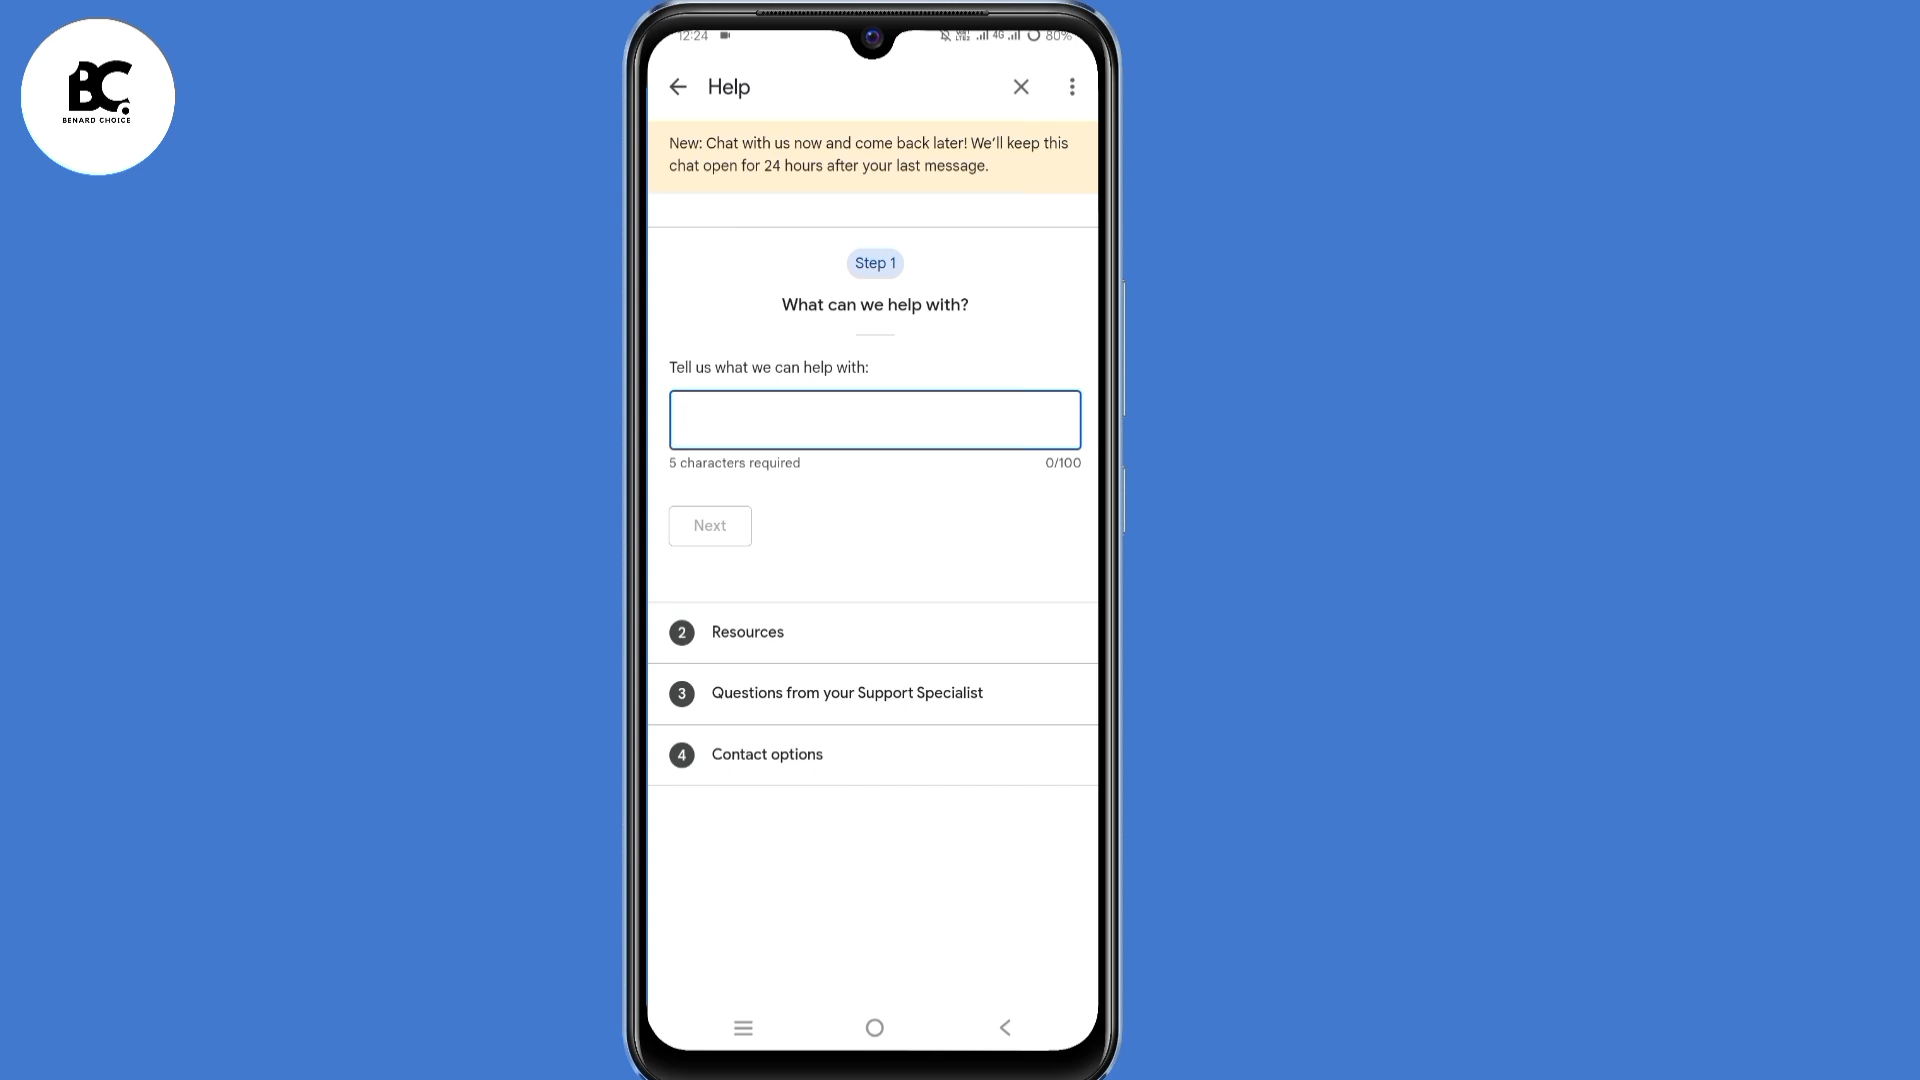 BC.
BENARD CHOICE
12:24
4G
80%
Help
New: Chat with us now and come back later! We'll keep this
chat open for 24 hours after your last message.
Step 1
What can we help with?
Tell us what we can help with:
5 characters required
0/100
Next
2 Resources
3 Questions from your Support Specialist
4 Contact options